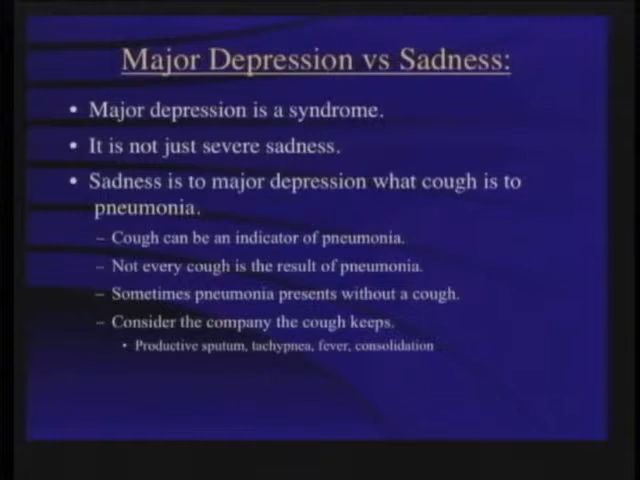 Major Depression vs Sadness:
• Major depression is a syndrome.
• It is not just severe sadness.
• Sadness is to major depression what cough is to
pneumonia.
– Cough can be an indicator of pneumonia.
– Not every cough is the result of pneumonia.
– Sometimes pneumonia presents without a cough.
– Consider the company the cough keeps.
• Productive sputum, tachypnea, fever, consolidation